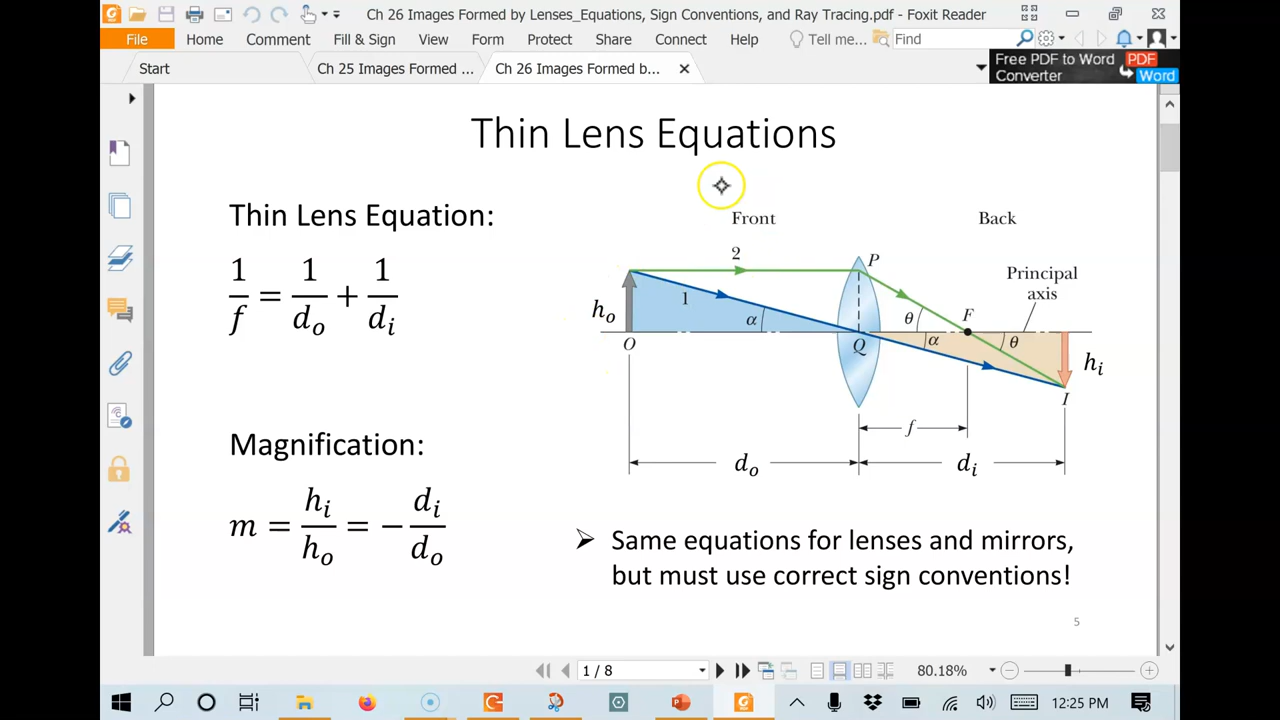 Ch 26 Images Formed by Lenses_Equations, Sign Conventions, and Ray Tracing.pdf - Foxit Reader
File Home Comment Fill & Sign View Form Protect Share Connect Help Tell me... Find
Start Ch 25 Images Formed ... Ch 26 Images Formed b...
Free PDF to Word PDF
Converter Word
Thin Lens Equations
Thin Lens Equation:
1/f = 1/d_o + 1/d_i
Magnification:
m = h_i/h_o = - d_i/d_o
Front Back
2 P
Principal
axis
h_o 1 α θ F
O Q α θ h_i
I
f
d_o d_i
➢ Same equations for lenses and mirrors,
but must use correct sign conventions!
5
1 / 8 80.18%
12:25 PM